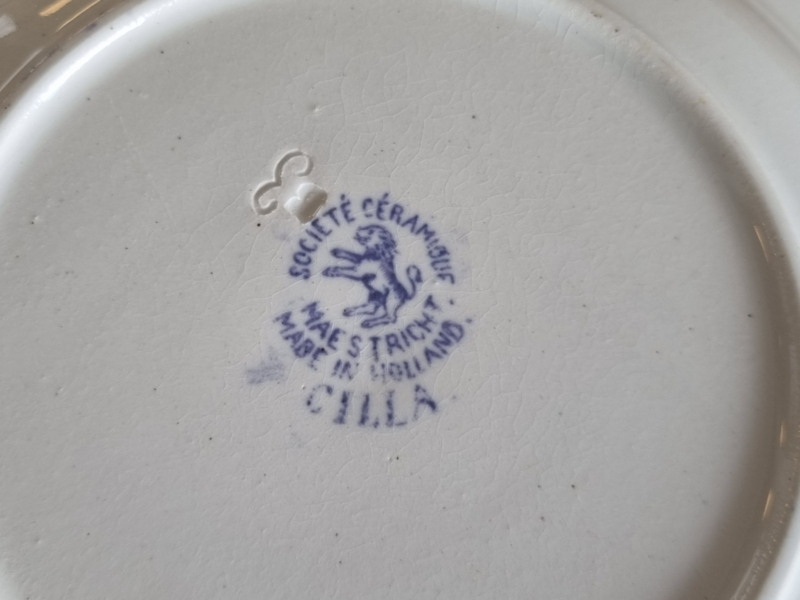 SOCIÉTÉ CÉRAMIQUE.
MAESTRICHT.
MADE IN HOLLAND.
CILLA